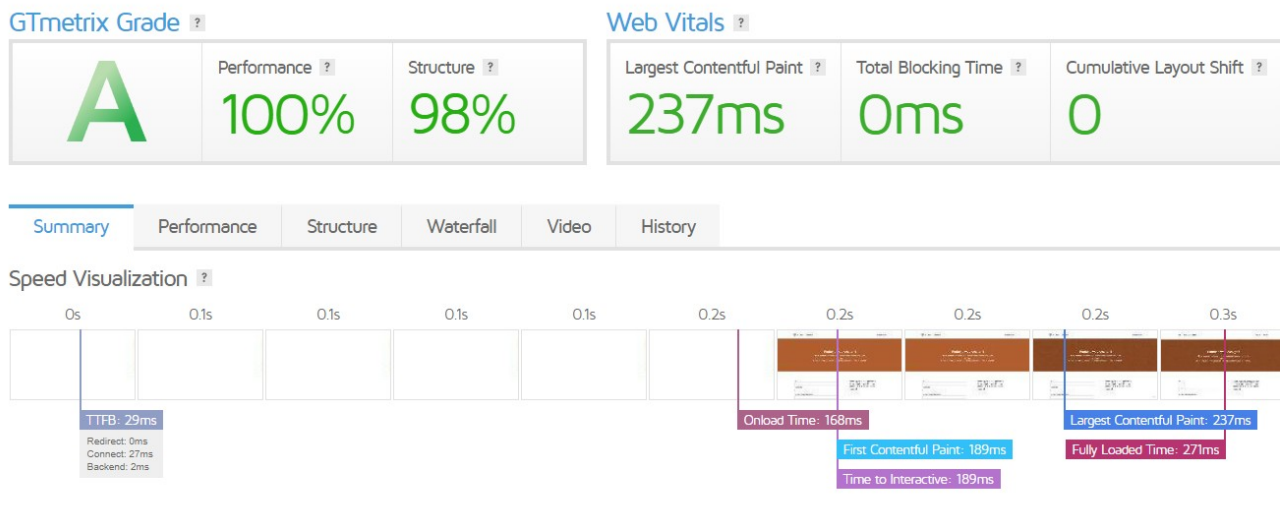 GTmetrix Grade ?
Web Vitals ?
A
Performance ?
100%
Structure ?
98%
Largest Contentful Paint ?
237ms
Total Blocking Time ?
0ms
Cumulative Layout Shift ?
0
Summary Performance Structure Waterfall Video History
Speed Visualization ?
0s 0.1s 0.1s 0.1s 0.1s 0.2s 0.2s 0.2s 0.2s 0.3s
TTFB: 29ms
Redirect: 0ms
Connect: 27ms
Backend: 2ms
Onload Time: 168ms
First Contentful Paint: 189ms
Time to Interactive: 189ms
Largest Contentful Paint: 237ms
Fully Loaded Time: 271ms